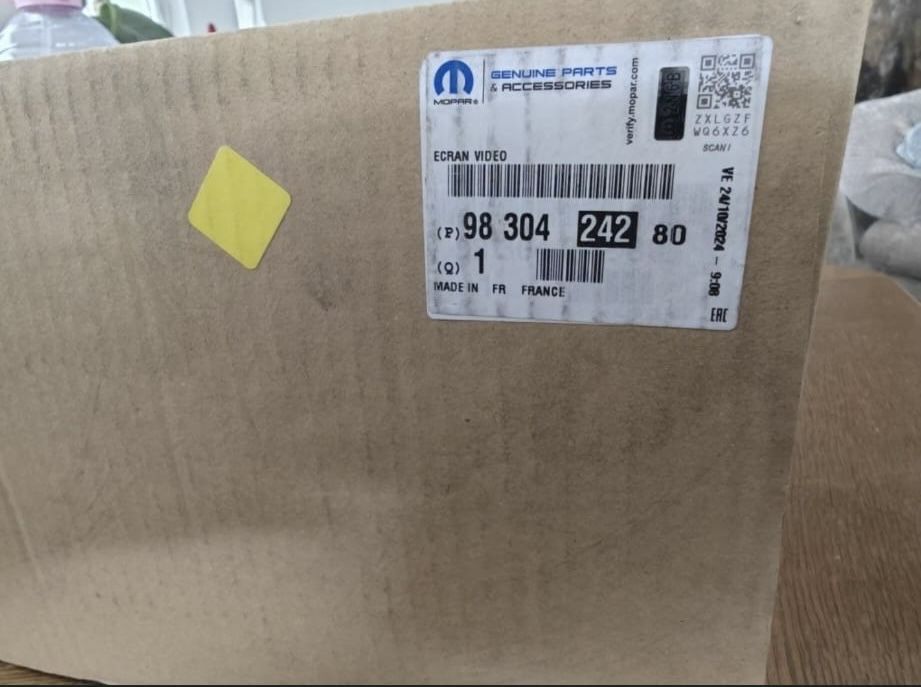 MOPAR
GENUINE PARTS
& ACCESSORIES
verify.mopar.com
ZXLGZF
WQ6XZ6
SCAN!
ECRAN VIDEO
(P) 98 304 242 80
(Q) 1
MADE IN FR FRANCE
VE 24/10/2024 - 9:08
EAC